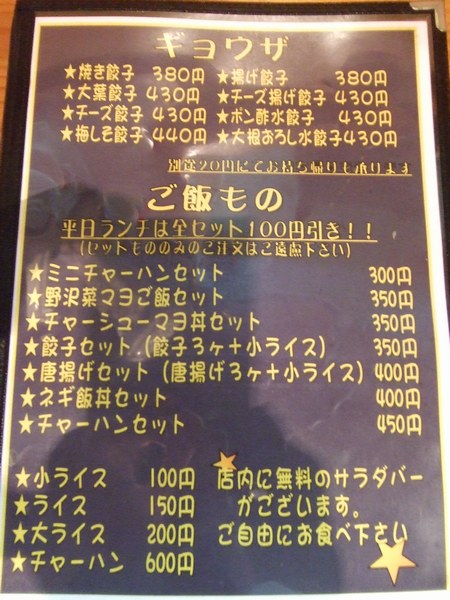 ギョウザ
★焼き餃子 380円 ★揚げ餃子 380円
★大葉餃子 430円 ★チーズ揚げ餃子 430円
★チーズ餃子 430円 ★ポン酢水餃子 430円
★梅しそ餃子 440円 ★大根おろし水餃子430円
別途20円にてお持ち帰りも承ります
ご飯もの
平日ランチは全セット100円引き!!
(セットもののみのご注文はご遠慮下さい)
★ミニチャーハンセット 300円
★野沢菜マヨご飯セット 350円
★チャーシューマヨ丼セット 350円
★餃子セット(餃子3ヶ+小ライス) 350円
★唐揚げセット(唐揚げ3ヶ+小ライス) 400円
★ネギ飯丼セット 400円
★チャーハンセット 450円
★小ライス 100円
★ライス 150円
★大ライス 200円
★チャーハン 600円
店内に無料のサラダバー
がございます。
ご自由にお食べ下さい